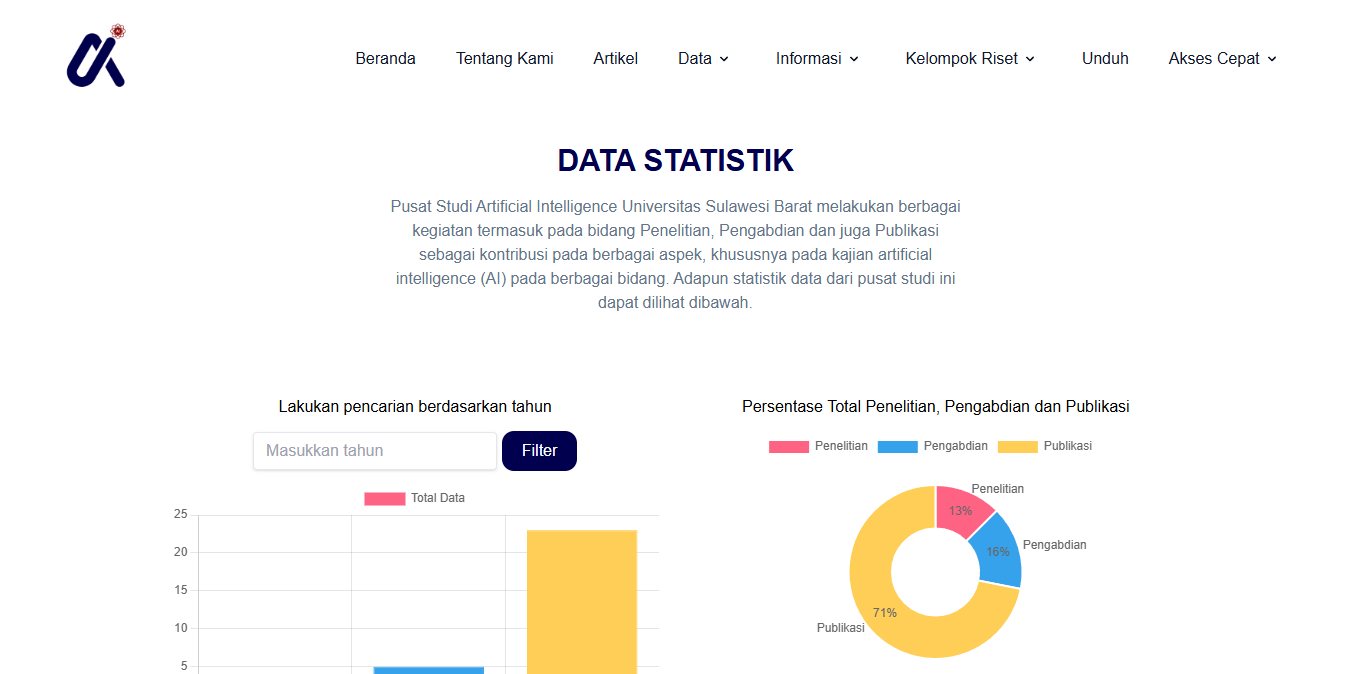 Beranda
Tentang Kami
Artikel
Data
Informasi
Kelompok Riset
Unduh
Akses Cepat
DATA STATISTIK
Pusat Studi Artificial Intelligence Universitas Sulawesi Barat melakukan berbagai
kegiatan termasuk pada bidang Penelitian, Pengabdian dan juga Publikasi
sebagai kontribusi pada berbagai aspek, khususnya pada kajian artificial
intelligence (AI) pada berbagai bidang. Adapun statistik data dari pusat studi ini
dapat dilihat dibawah.
Lakukan pencarian berdasarkan tahun
Masukkan tahun
Filter
Total Data
25
20
15
10
5
Persentase Total Penelitian, Pengabdian dan Publikasi
Penelitian
Pengabdian
Publikasi
Penelitian
13%
Pengabdian
16%
71%
Publikasi